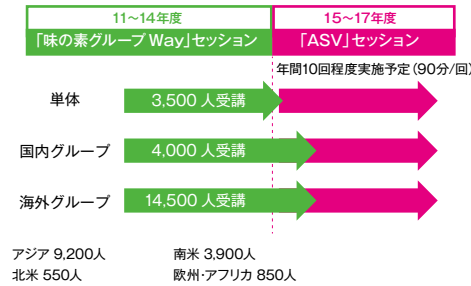 11〜14年度
15〜17年度
「味の素グループ Way」セッション
「ASV」セッション
年間10回程度実施予定(90分/回)
単体
3,500 人受講
国内グループ
4,000 人受講
海外グループ
14,500 人受講
アジア 9,200人
南米 3,900人
北米 550人
欧州・アフリカ 850人